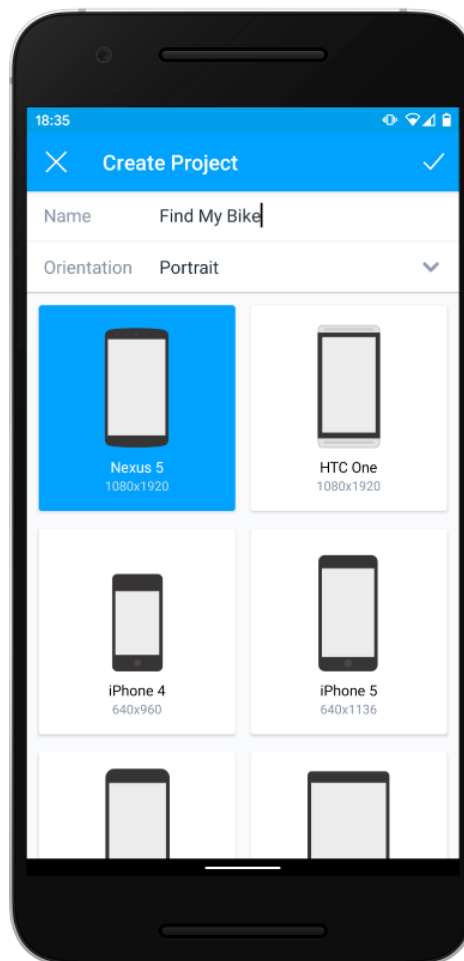 18:35
Create Project
Name Find My Bike
Orientation Portrait
Nexus 5
1080x1920
HTC One
1080x1920
iPhone 4
640x960
iPhone 5
640x1136